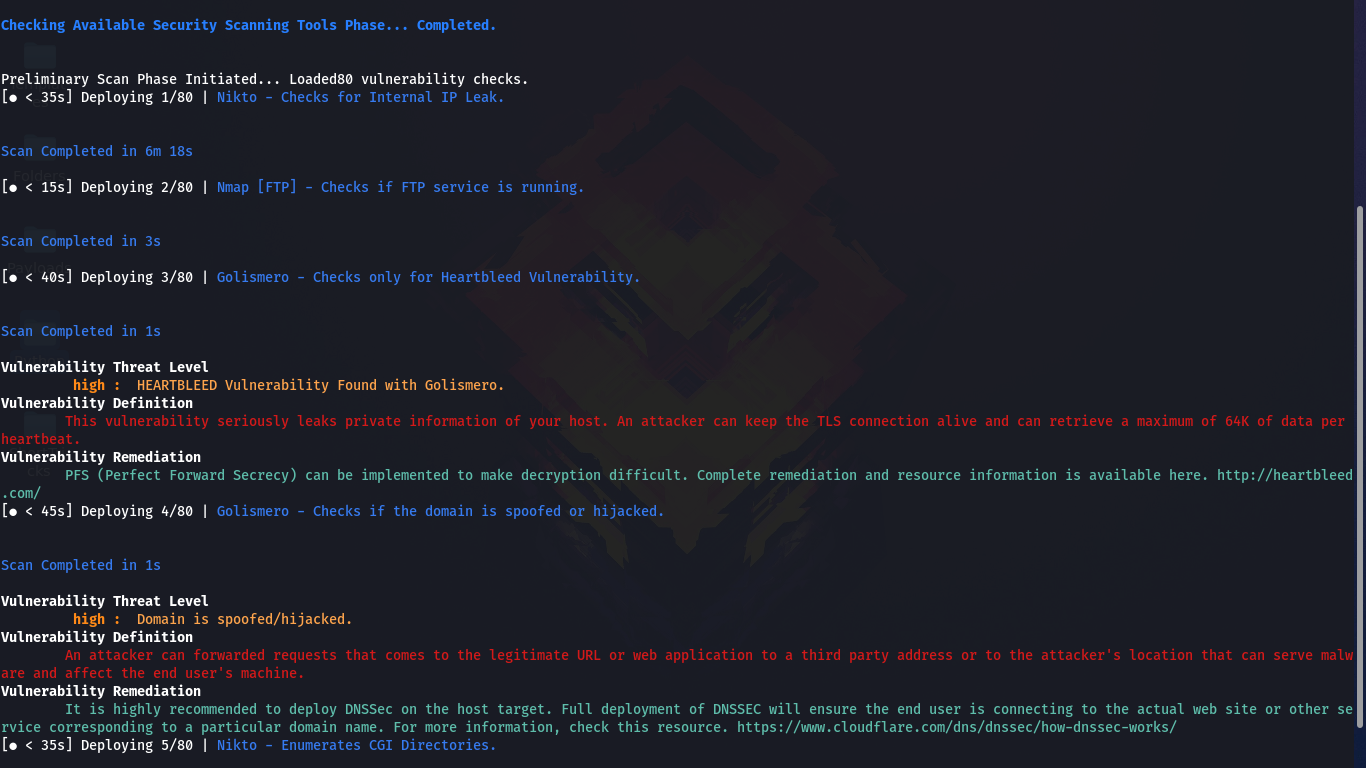 Checking Available Security Scanning Tools Phase... Completed.
Preliminary Scan Phase Initiated... Loaded80 vulnerability checks.
[● < 35s] Deploying 1/80 | Nikto - Checks for Internal IP Leak.
Scan Completed in 6m 18s
Folders
[● < 15s] Deploying 2/80 | Nmap [FTP] - Checks if FTP service is running.
Scan Completed in 3s
[● < 40s] Deploying 3/80 | Golismero - Checks only for Heartbleed Vulnerability.
Scan Completed in 1s
Vulnerability Threat Level
high : HEARTBLEED Vulnerability Found with Golismero.
Vulnerability Definition
This vulnerability seriously leaks private information of your host. An attacker can keep the TLS connection alive and can retrieve a maximum of 64K of data per
heartbeat.
Vulnerability Remediation
PFS (Perfect Forward Secrecy) can be implemented to make decryption difficult. Complete remediation and resource information is available here. http://heartbleed
.com/
[● < 45s] Deploying 4/80 | Golismero - Checks if the domain is spoofed or hijacked.
Scan Completed in 1s
Vulnerability Threat Level
high : Domain is spoofed/hijacked.
Vulnerability Definition
An attacker can forwarded requests that comes to the legitimate URL or web application to a third party address or to the attacker's location that can serve malw
are and affect the end user's machine.
Vulnerability Remediation
It is highly recommended to deploy DNSSec on the host target. Full deployment of DNSSEC will ensure the end user is connecting to the actual web site or other se
rvice corresponding to a particular domain name. For more information, check this resource. https://www.cloudflare.com/dns/dnssec/how-dnssec-works/
[● < 35s] Deploying 5/80 | Nikto - Enumerates CGI Directories.